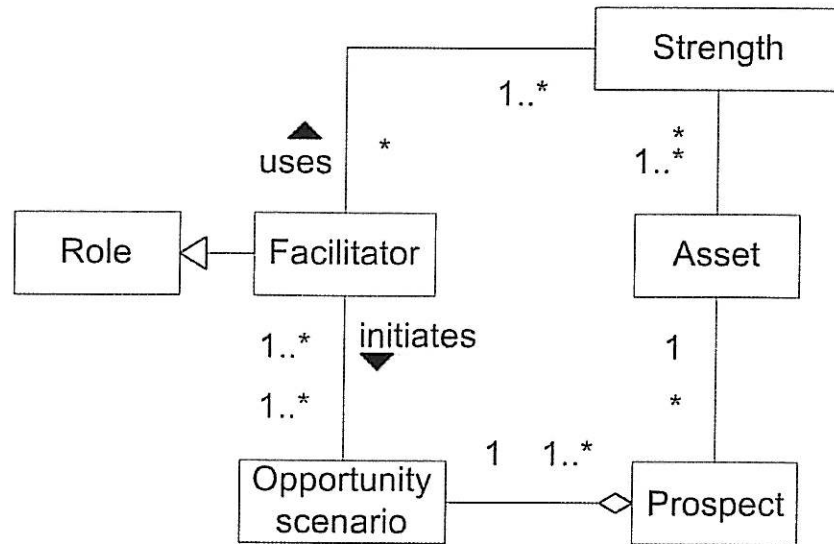 Strength
1..*
*
uses
*
1..*
Role
Facilitator
Asset
1..*
initiates
1
1..*
*
Opportunity
scenario
1
1..*
Prospect